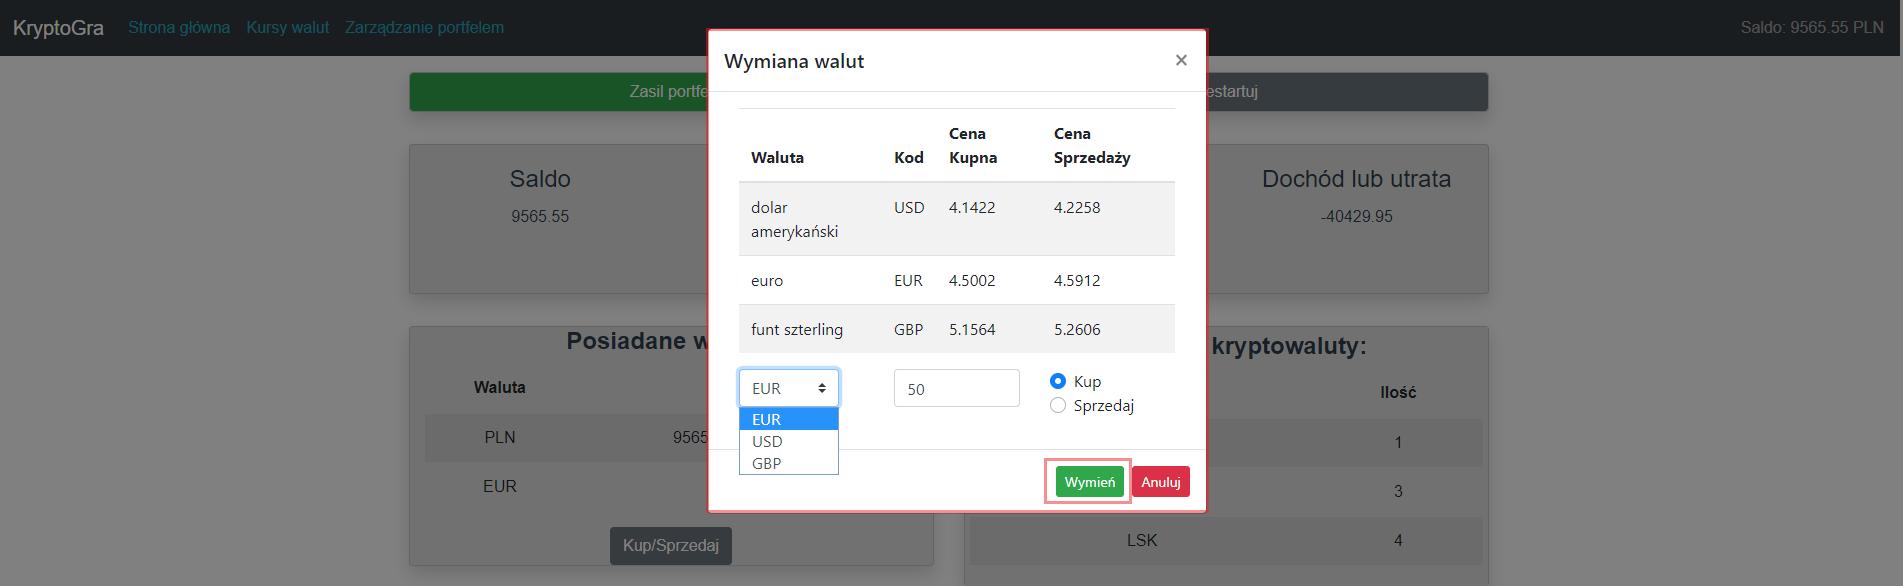 KryptoGra Strona główna Kursy walut Zarządzanie portfelem Saldo: 9565.55 PLN
Wymiana walut ×
Zasil portfe estartuj
Cena Cena
Waluta Kod Kupna Sprzedaży
Saldo Dochód lub utrata
dolar USD 4.1422 4.2258
9565.55 -40429.95
amerykański
euro EUR 4.5002 4.5912
funt szterling GBP 5.1564 5.2606
Posiadane w kryptowaluty:
Waluta EUR 50 Kup Ilość
Sprzedaj
EUR
PLN 9565 USD 1
GBP
Wymień Anuluj
EUR 3
LSK 4
Kup/Sprzedaj